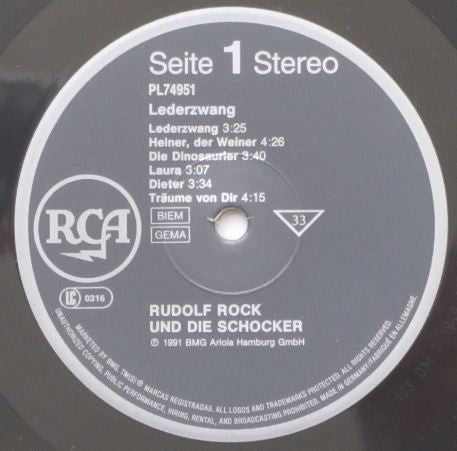 Seite 1 Stereo
PL74951
Lederzwang
Lederzwang 3:25
Heiner, der Weiner 4:26
Die Dinosaurier 3:40
Laura 3:07
Dieter 3:34
Träume von Dir 4:15
BIEM
GEMA
33
RCA
LC 0316
RUDOLF ROCK
UND DIE SCHOCKER
℗ 1991 BMG Ariola Hamburg GmbH
MARKETED BY BMG. TM(S) ® MARCAS REGISTRADAS. ALL LOGOS AND TRADEMARKS PROTECTED. ALL RIGHTS RESERVED.
UNAUTHORIZED COPYING, PUBLIC PERFORMANCE, HIRING, RENTAL, AND BROADCASTING PROHIBITED. MADE IN GERMANY/FABRIQUÉ EN ALLEMAGNE.